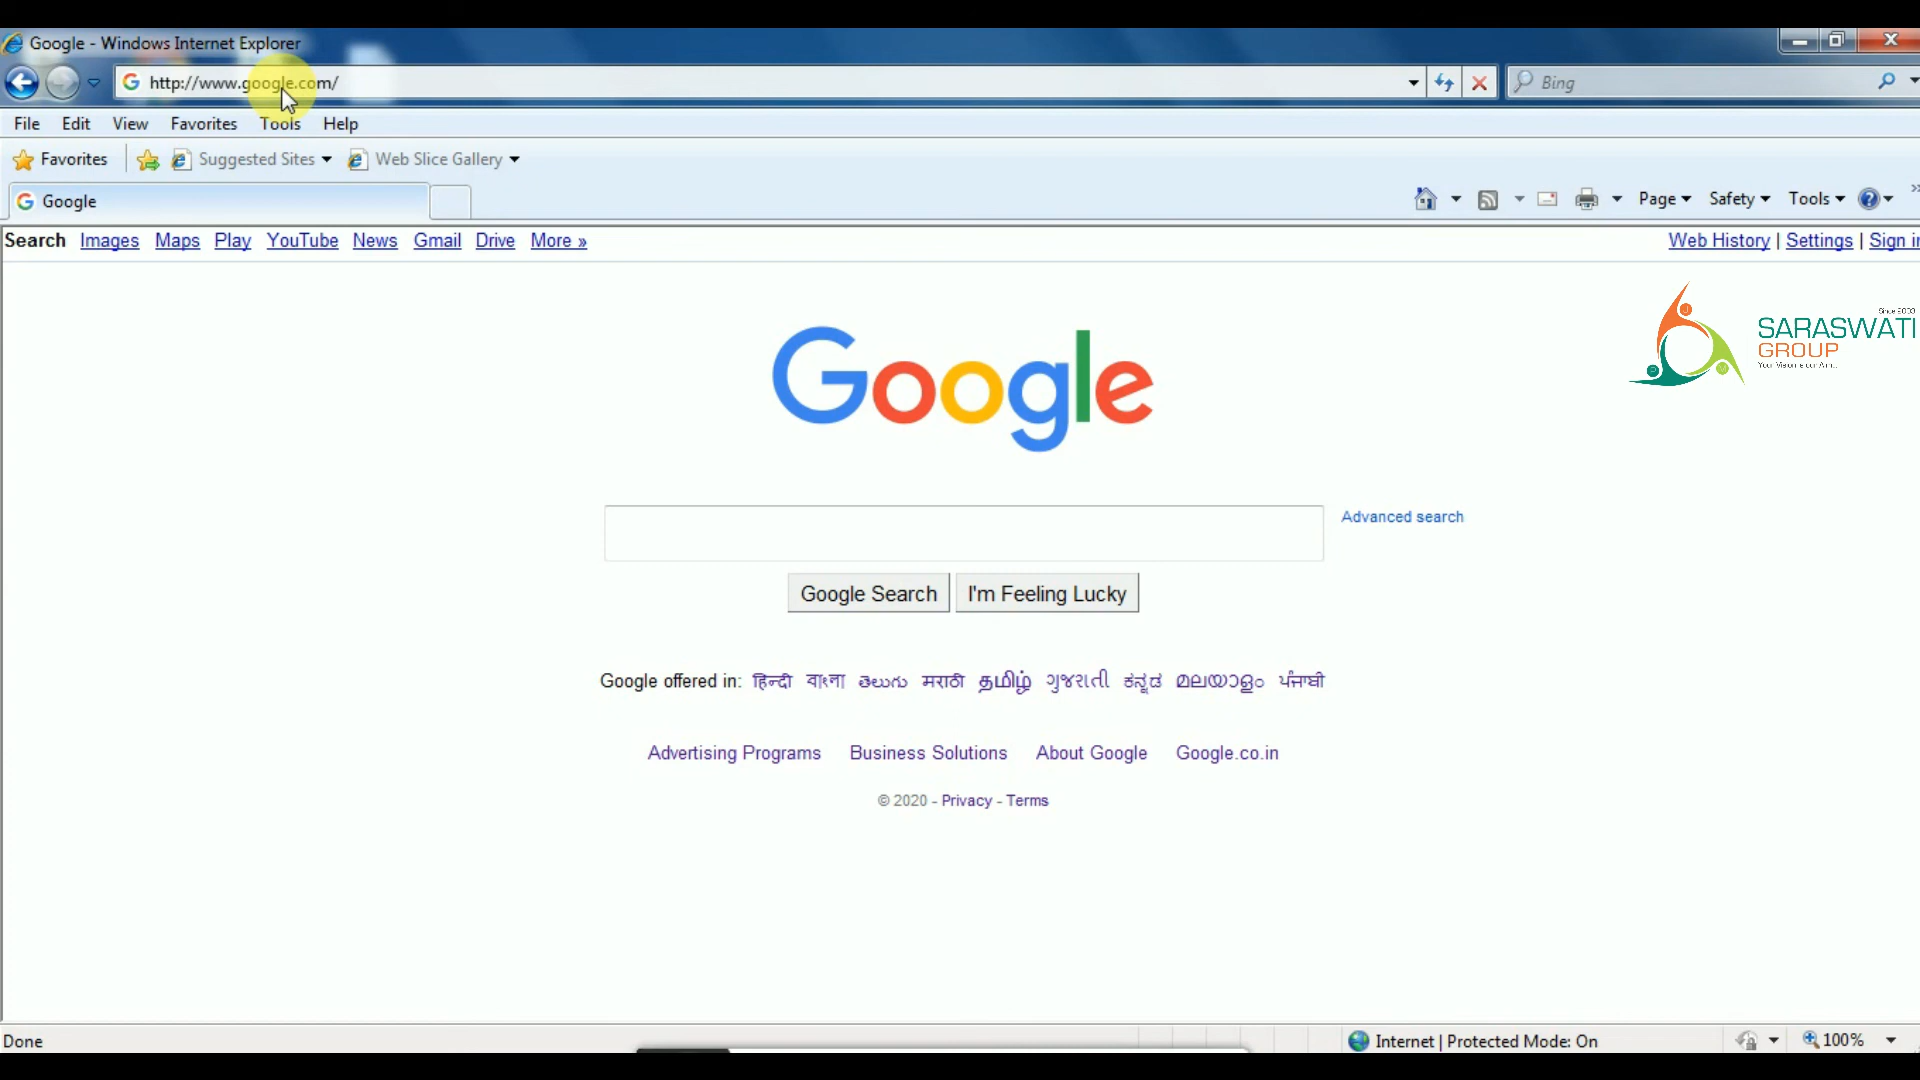 Google - Windows Internet Explorer
http://www.google.com/
Bing
File Edit View Favorites Tools Help
Favorites Suggested Sites Web Slice Gallery
Google
Page Safety Tools
Search Images Maps Play YouTube News Gmail Drive More »
Web History | Settings | Sign in
Since 2003
SARASWATI
GROUP
Google
Advanced search
Google Search I'm Feeling Lucky
Google offered in: हिन्दी বাংলা తెలుగు मराठी தமிழ் ગુજરાતી ಕನ್ನಡ മലയാളം ਪੰਜਾਬੀ
Advertising Programs Business Solutions About Google Google.co.in
© 2020 - Privacy - Terms
Done
Internet | Protected Mode: On
100%